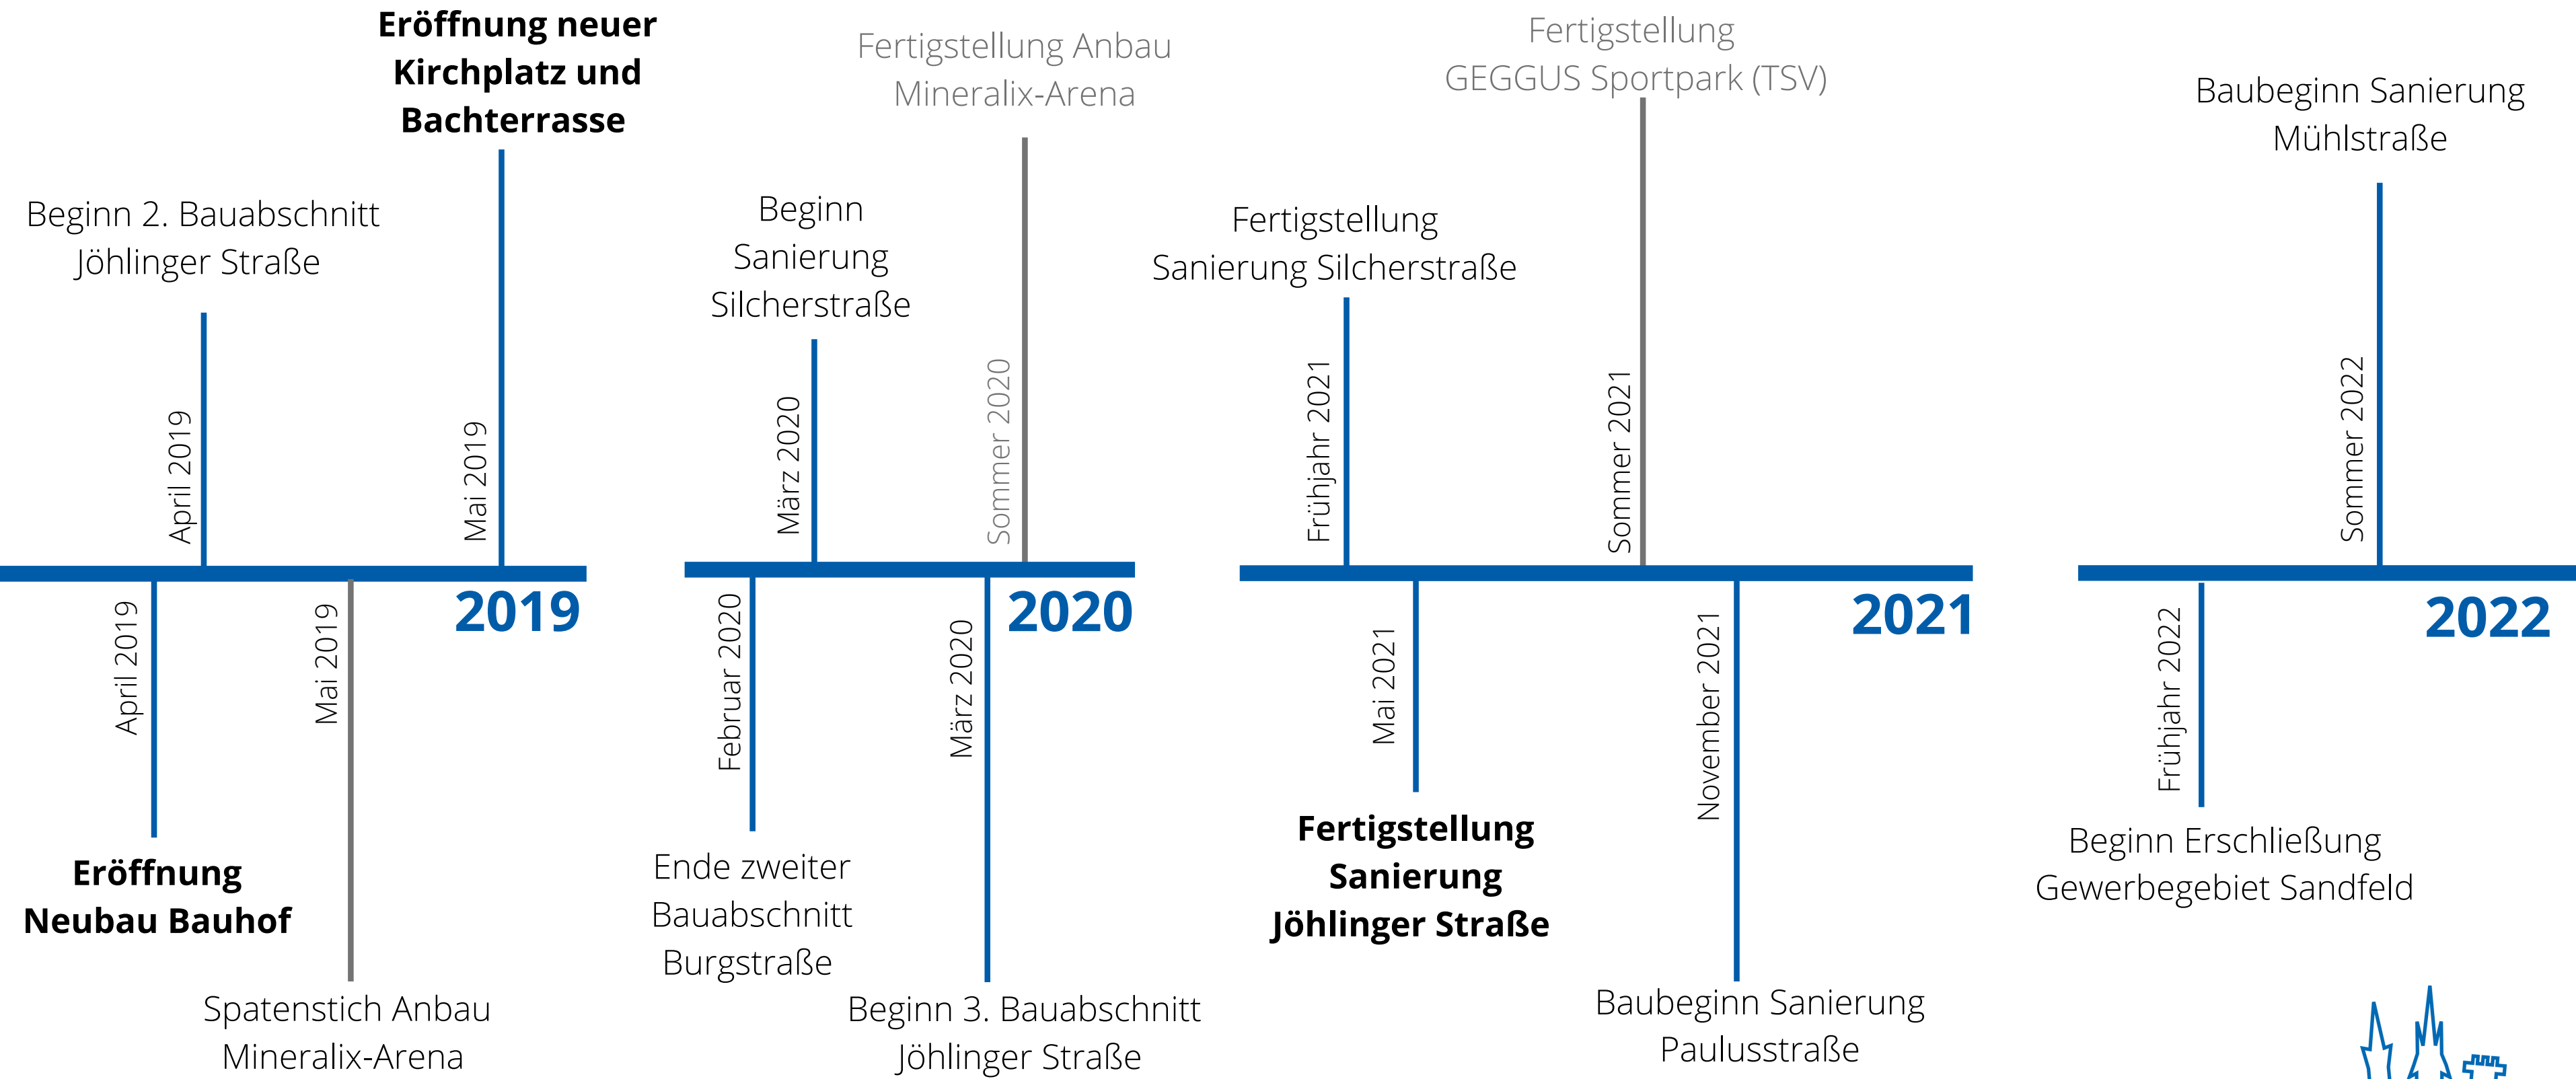 Beginn 2. Bauabschnitt
Jöhlinger Straße
April 2019
Eröffnung neuer
Kirchplatz und
Bachterrasse
Mai 2019
April 2019
Eröffnung
Neubau Bauhof
Mai 2019
Spatenstich Anbau
Mineralix-Arena
2019
Beginn
Sanierung
Silcherstraße
März 2020
Fertigstellung Anbau
Mineralix-Arena
Sommer 2020
Februar 2020
Ende zweiter
Bauabschnitt
Burgstraße
März 2020
Beginn 3. Bauabschnitt
Jöhlinger Straße
2020
Fertigstellung
Sanierung Silcherstraße
Frühjahr 2021
Fertigstellung
GEGGUS Sportpark (TSV)
Sommer 2021
Mai 2021
Fertigstellung
Sanierung
Jöhlinger Straße
November 2021
Baubeginn Sanierung
Paulusstraße
2021
Baubeginn Sanierung
Mühlstraße
Sommer 2022
Frühjahr 2022
Beginn Erschließung
Gewerbegebiet Sandfeld
2022